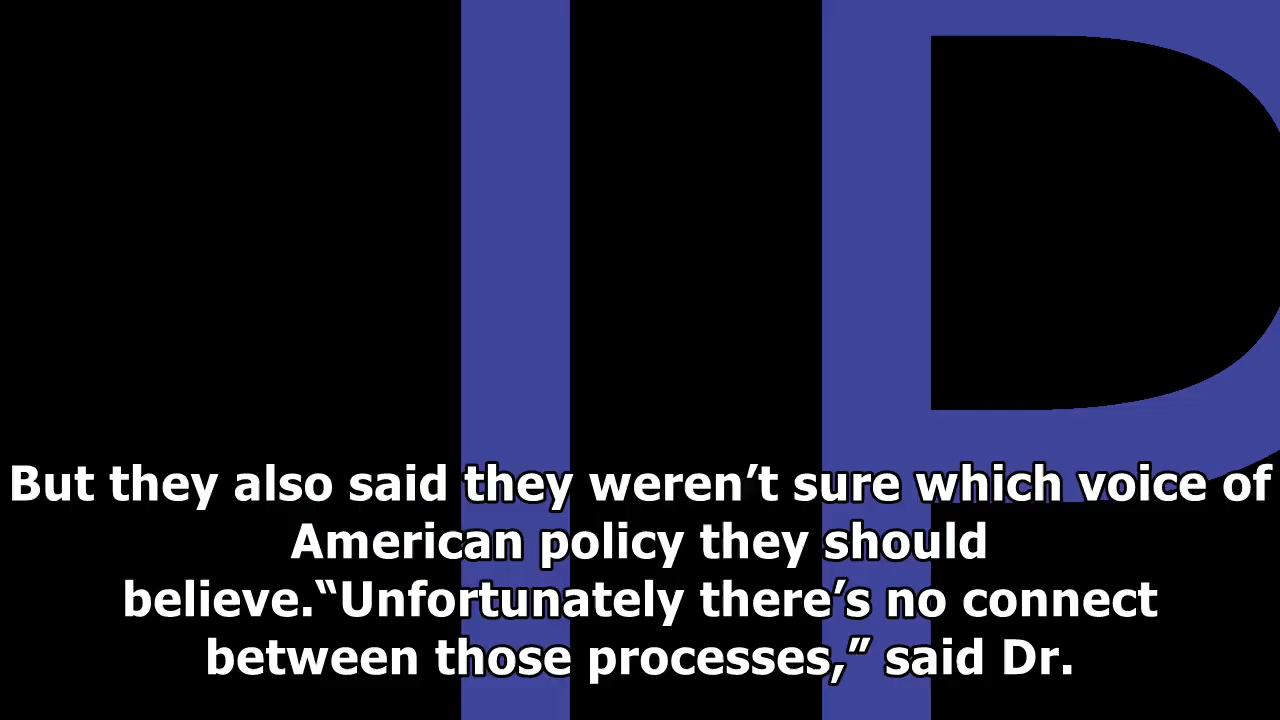 IP
But they also said they weren’t sure which voice of
American policy they should
believe.“Unfortunately there’s no connect
between those processes,” said Dr.